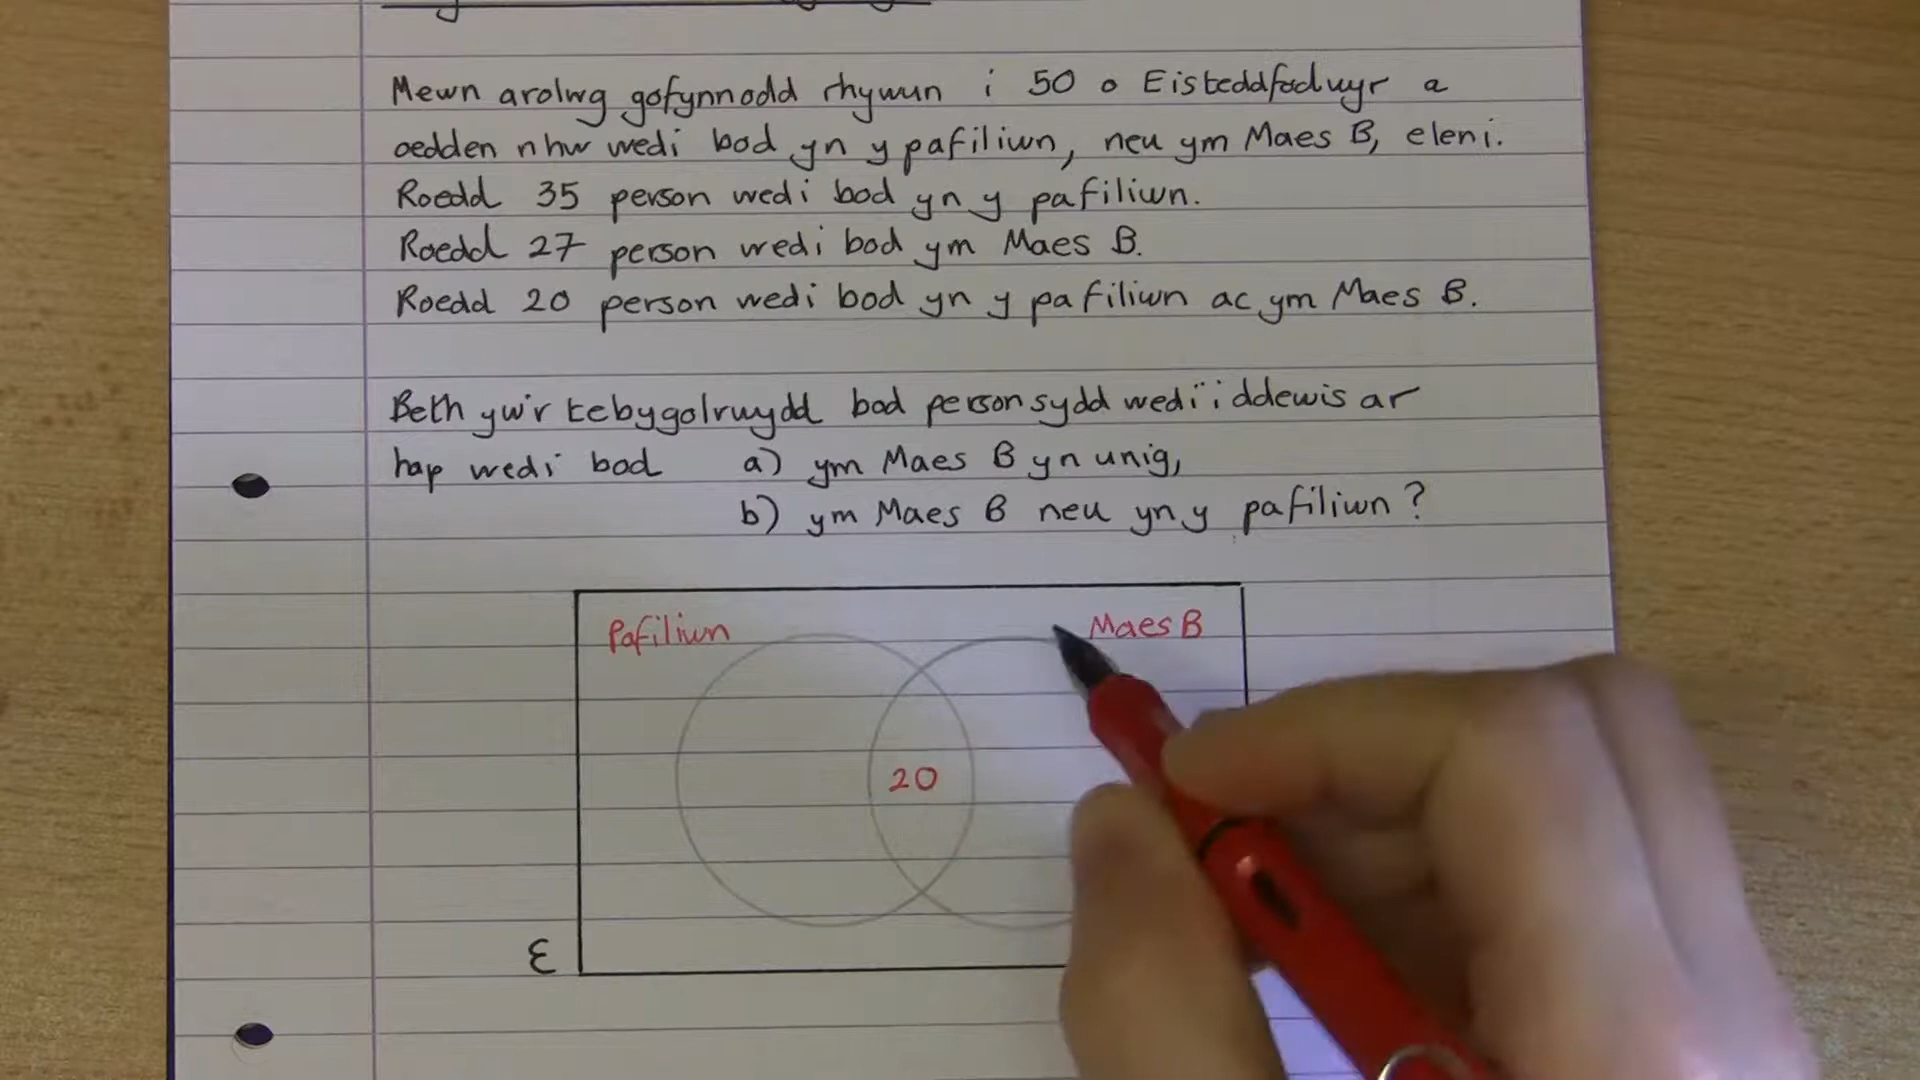 Mewn arolwg gofynnodd rhywun i 50 o Eisteddfodwyr a
oedden nhw wedi bod yn y pafiliwn, neu ym Maes B, eleni.
Roedd 35 person wedi bod yn y pafiliwn.
Roedd 27 person wedi bod ym Maes B.
Roedd 20 person wedi bod yn y pafiliwn ac ym Maes B.
Beth yw'r tebygolrwydd bod person sydd wedi'i ddewis ar
hap wedi bod a) ym Maes B yn unig,
b) ym Maes B neu yn y pafiliwn?
Pafiliwn Maes B
20
Ɛ